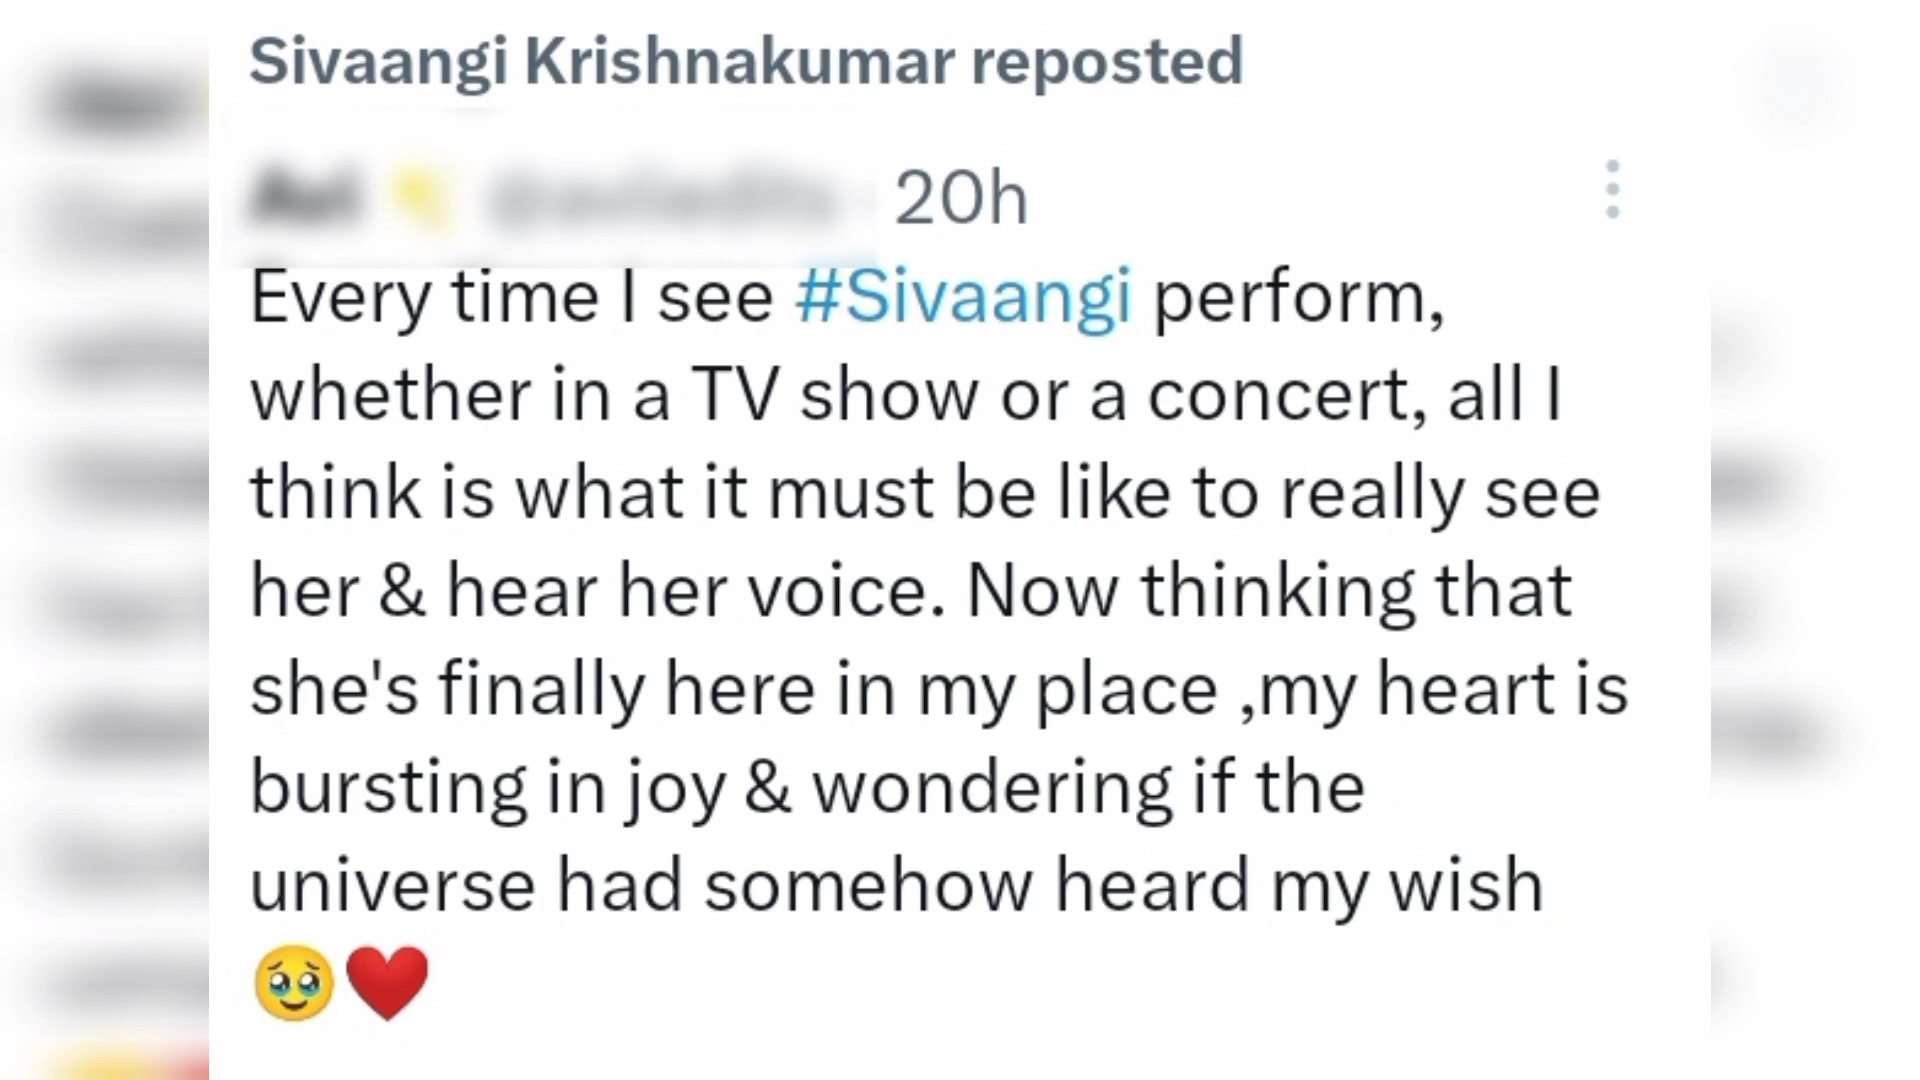 Sivaangi Krishnakumar reposted
20h
Every time I see #Sivaangi perform,
whether in a TV show or a concert, all I
think is what it must be like to really see
her & hear her voice. Now thinking that
she's finally here in my place ,my heart is
bursting in joy & wondering if the
universe had somehow heard my wish
🥹❤️